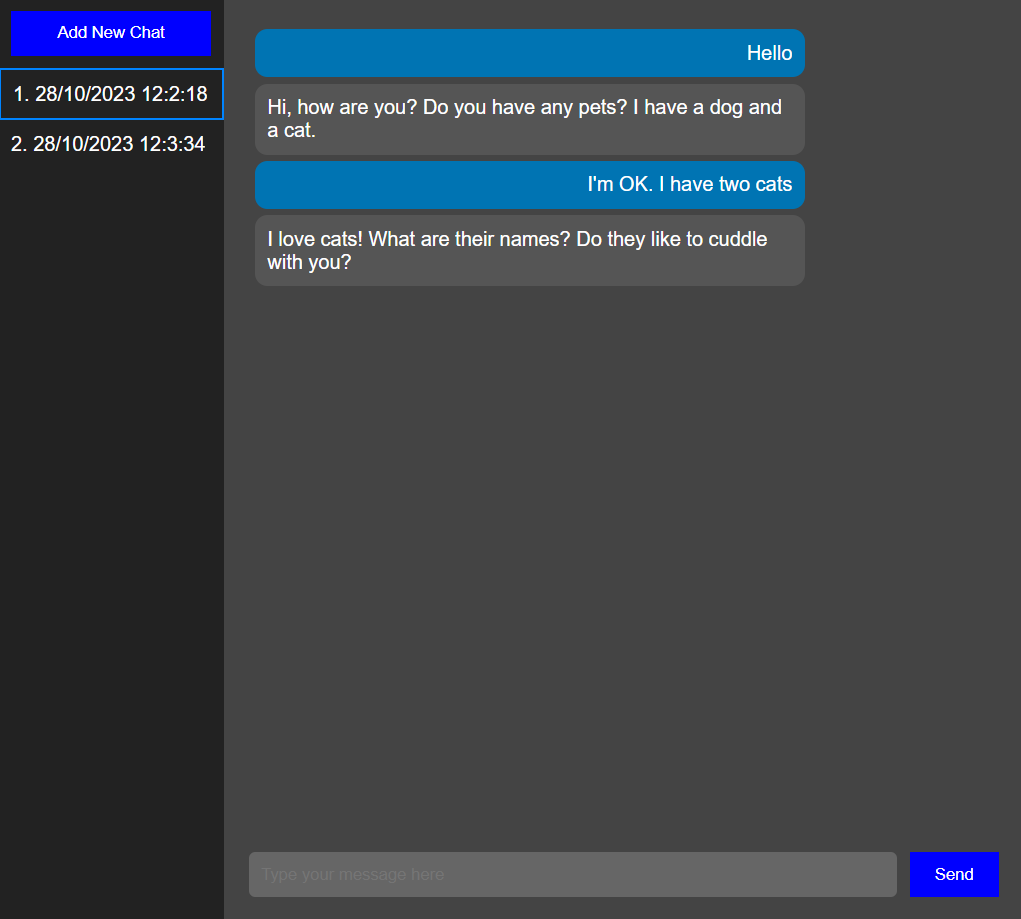 Add New Chat
1. 28/10/2023 12:2:18
2. 28/10/2023 12:3:34
Hello
Hi, how are you? Do you have any pets? I have a dog and
a cat.
I'm OK. I have two cats
I love cats! What are their names? Do they like to cuddle
with you?
Type your message here
Send